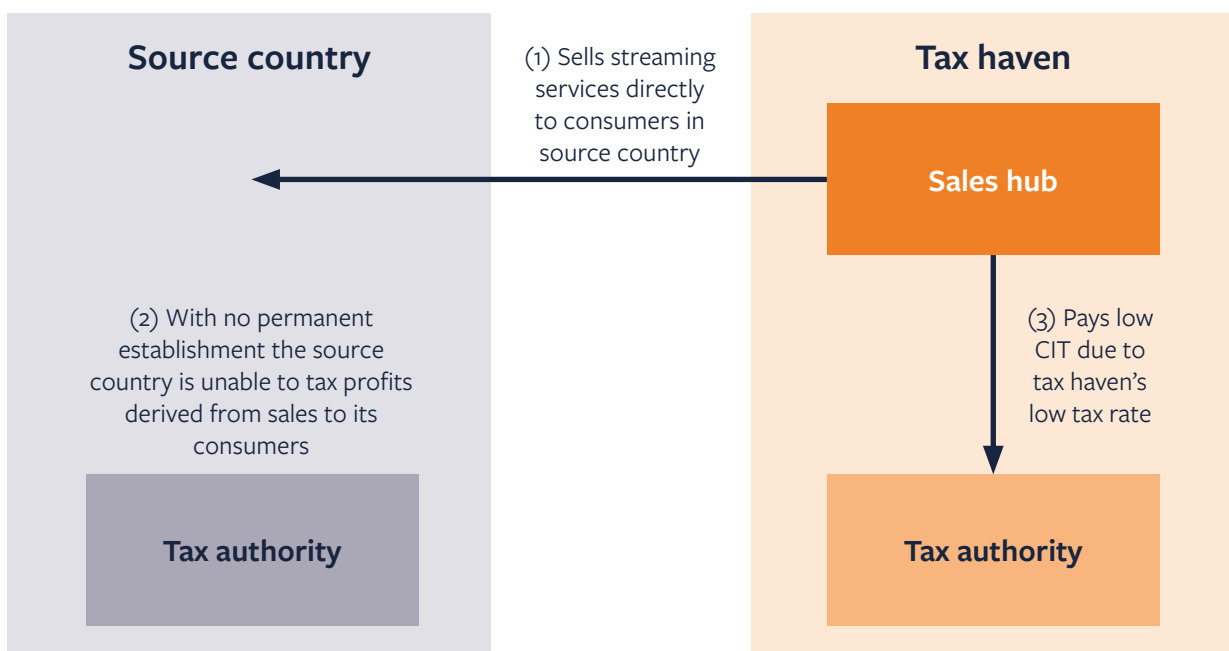 Source country
(1) Sells streaming
services directly
to consumers in
source country
Tax haven
Sales hub
(2) With no permanent
establishment the source
country is unable to tax profits
derived from sales to its
consumers
(3) Pays low
CIT due to
tax haven’s
low tax rate
Tax authority
Tax authority